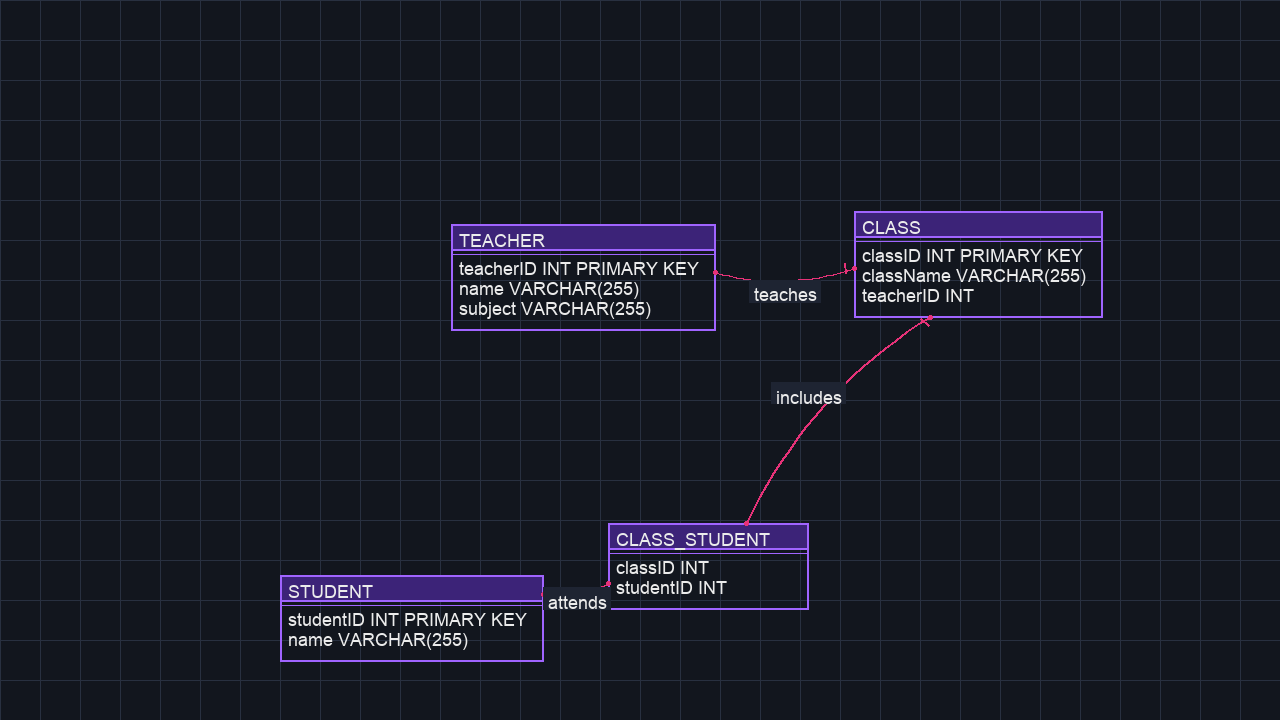 TEACHER
teacherID INT PRIMARY KEY
name VARCHAR(255)
subject VARCHAR(255)
teaches
CLASS
classID INT PRIMARY KEY
className VARCHAR(255)
teacherID INT
includes
CLASS_STUDENT
classID INT
studentID INT
attends
STUDENT
studentID INT PRIMARY KEY
name VARCHAR(255)